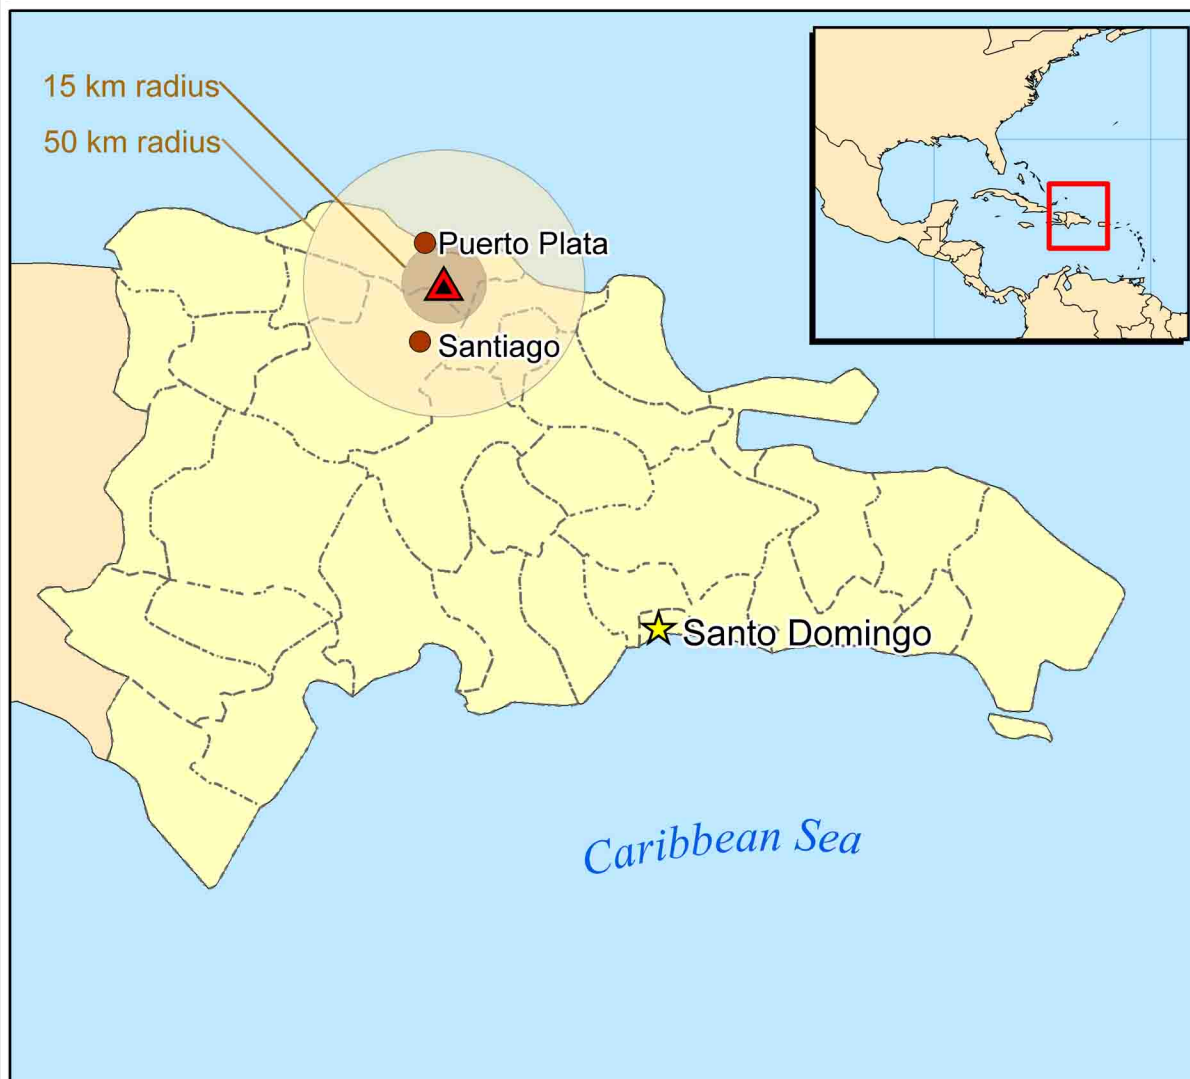 15 km radius
50 km radius
Puerto Plata
Santiago
Santo Domingo
Caribbean Sea